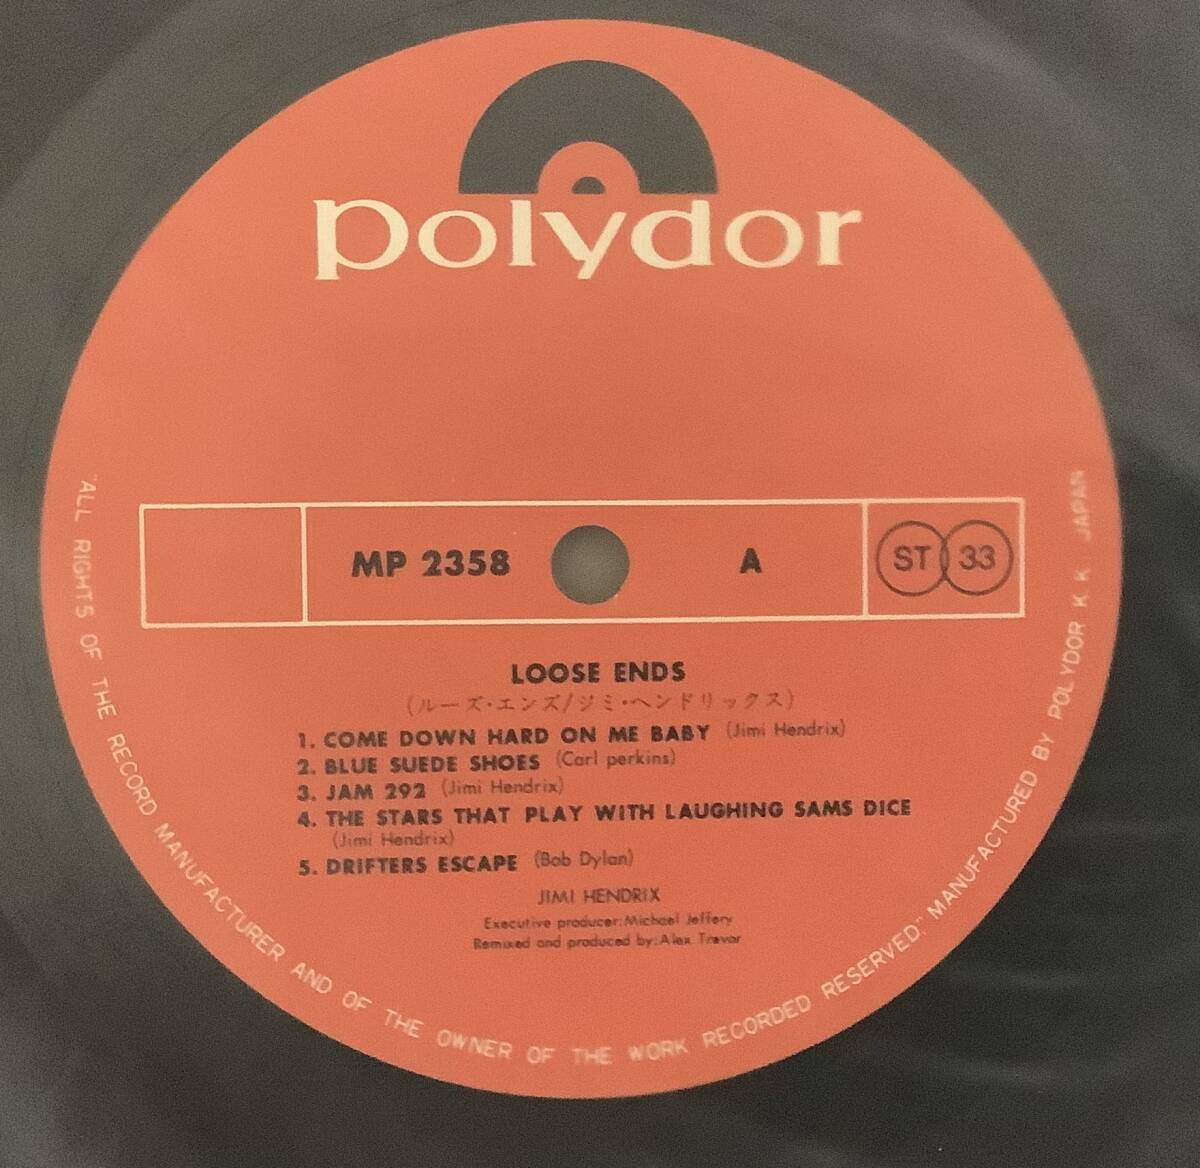 polydor
MP 2358
A
ST 33
LOOSE ENDS
(ルーズ・エンズ/ジミ・ヘンドリックス)
1. COME DOWN HARD ON ME BABY (Jimi Hendrix)
2. BLUE SUEDE SHOES (Carl perkins)
3. JAM 292 (Jimi Hendrix)
4. THE STARS THAT PLAY WITH LAUGHING SAMS DICE
(Jimi Hendrix)
5. DRIFTERS ESCAPE (Bob Dylan)
JIMI HENDRIX
Executive producer:Michael Jeffery
Remixed and produced by:Alex Trevor
"ALL RIGHTS OF THE RECORD MANUFACTURER AND OF THE OWNER OF THE WORK RECORDED RESERVED." MANUFACTURED BY POLYDOR K.K. JAPAN